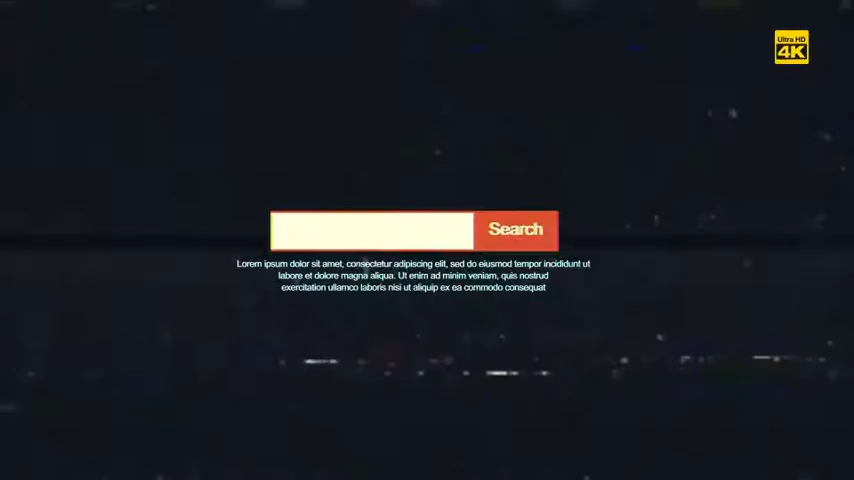 Ultra HD
4K
Search
Lorem ipsum dolor sit amet, consectetur adipiscing elit, sed do eiusmod tempor incididunt ut
labore et dolore magna aliqua. Ut enim ad minim veniam, quis nostrud
exercitation ullamco laboris nisi ut aliquip ex ea commodo consequat